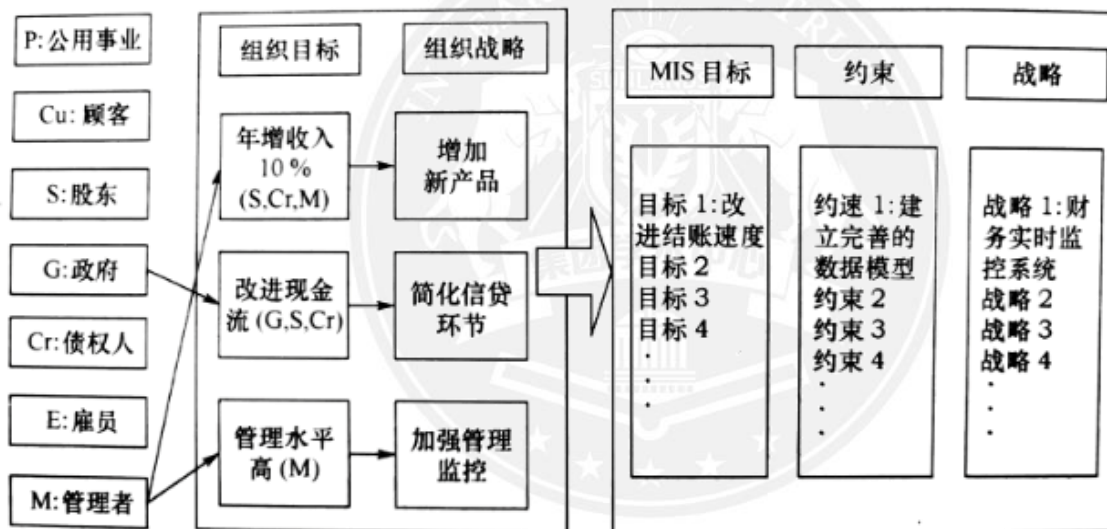 P:公用事业
Cu: 顾客
S:股东
G:政府
Cr:债权人
E:雇员
M:管理者
组织目标
组织战略
年增收入
10 %
(S,Cr,M)
增加
新产品
改进现金
流 (G,S,Cr)
简化信贷
环节
管理水平
高 (M)
加强管理
监控
MIS 目标
约束
战略
目标 1:改
进结账速度
目标 2
目标 3
目标 4
·
·
·
约速 1:建
立完善的
数据模型
约束 2
约束 3
约束 4
·
·
·
战略 1:财
务实时监
控系统
战略 2
战略 3
战略 4
·
·
·